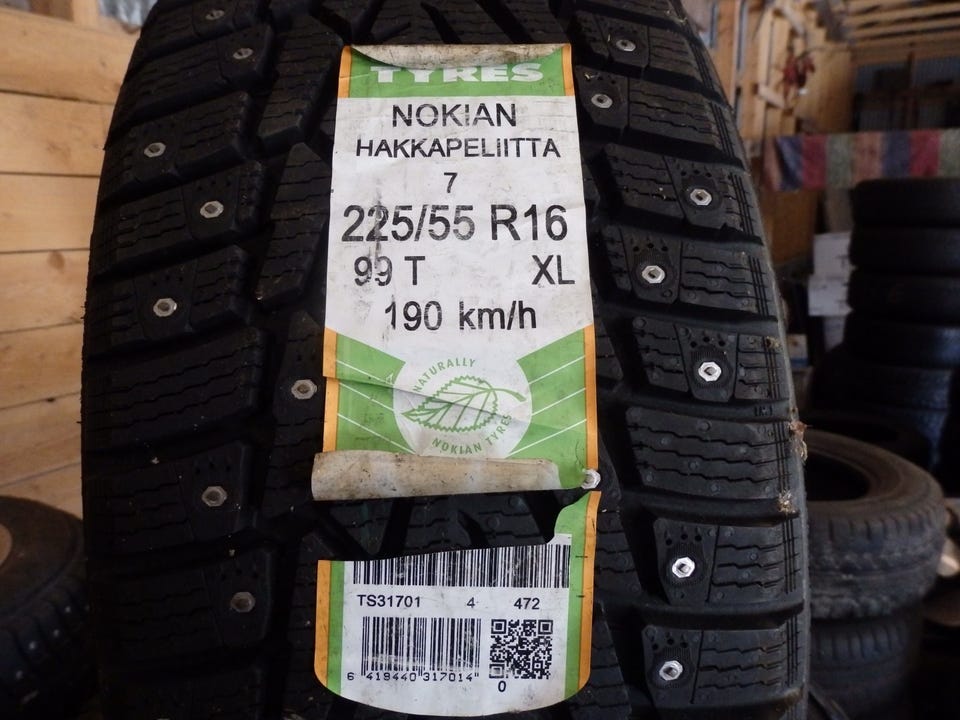 TYRES
NOKIAN
HAKKAPELIITTA
7
225/55 R16
99 T XL
190 km/h
NATURALLY
NOKIAN TYRES
TS31701 4 472
6 419440 317014
0